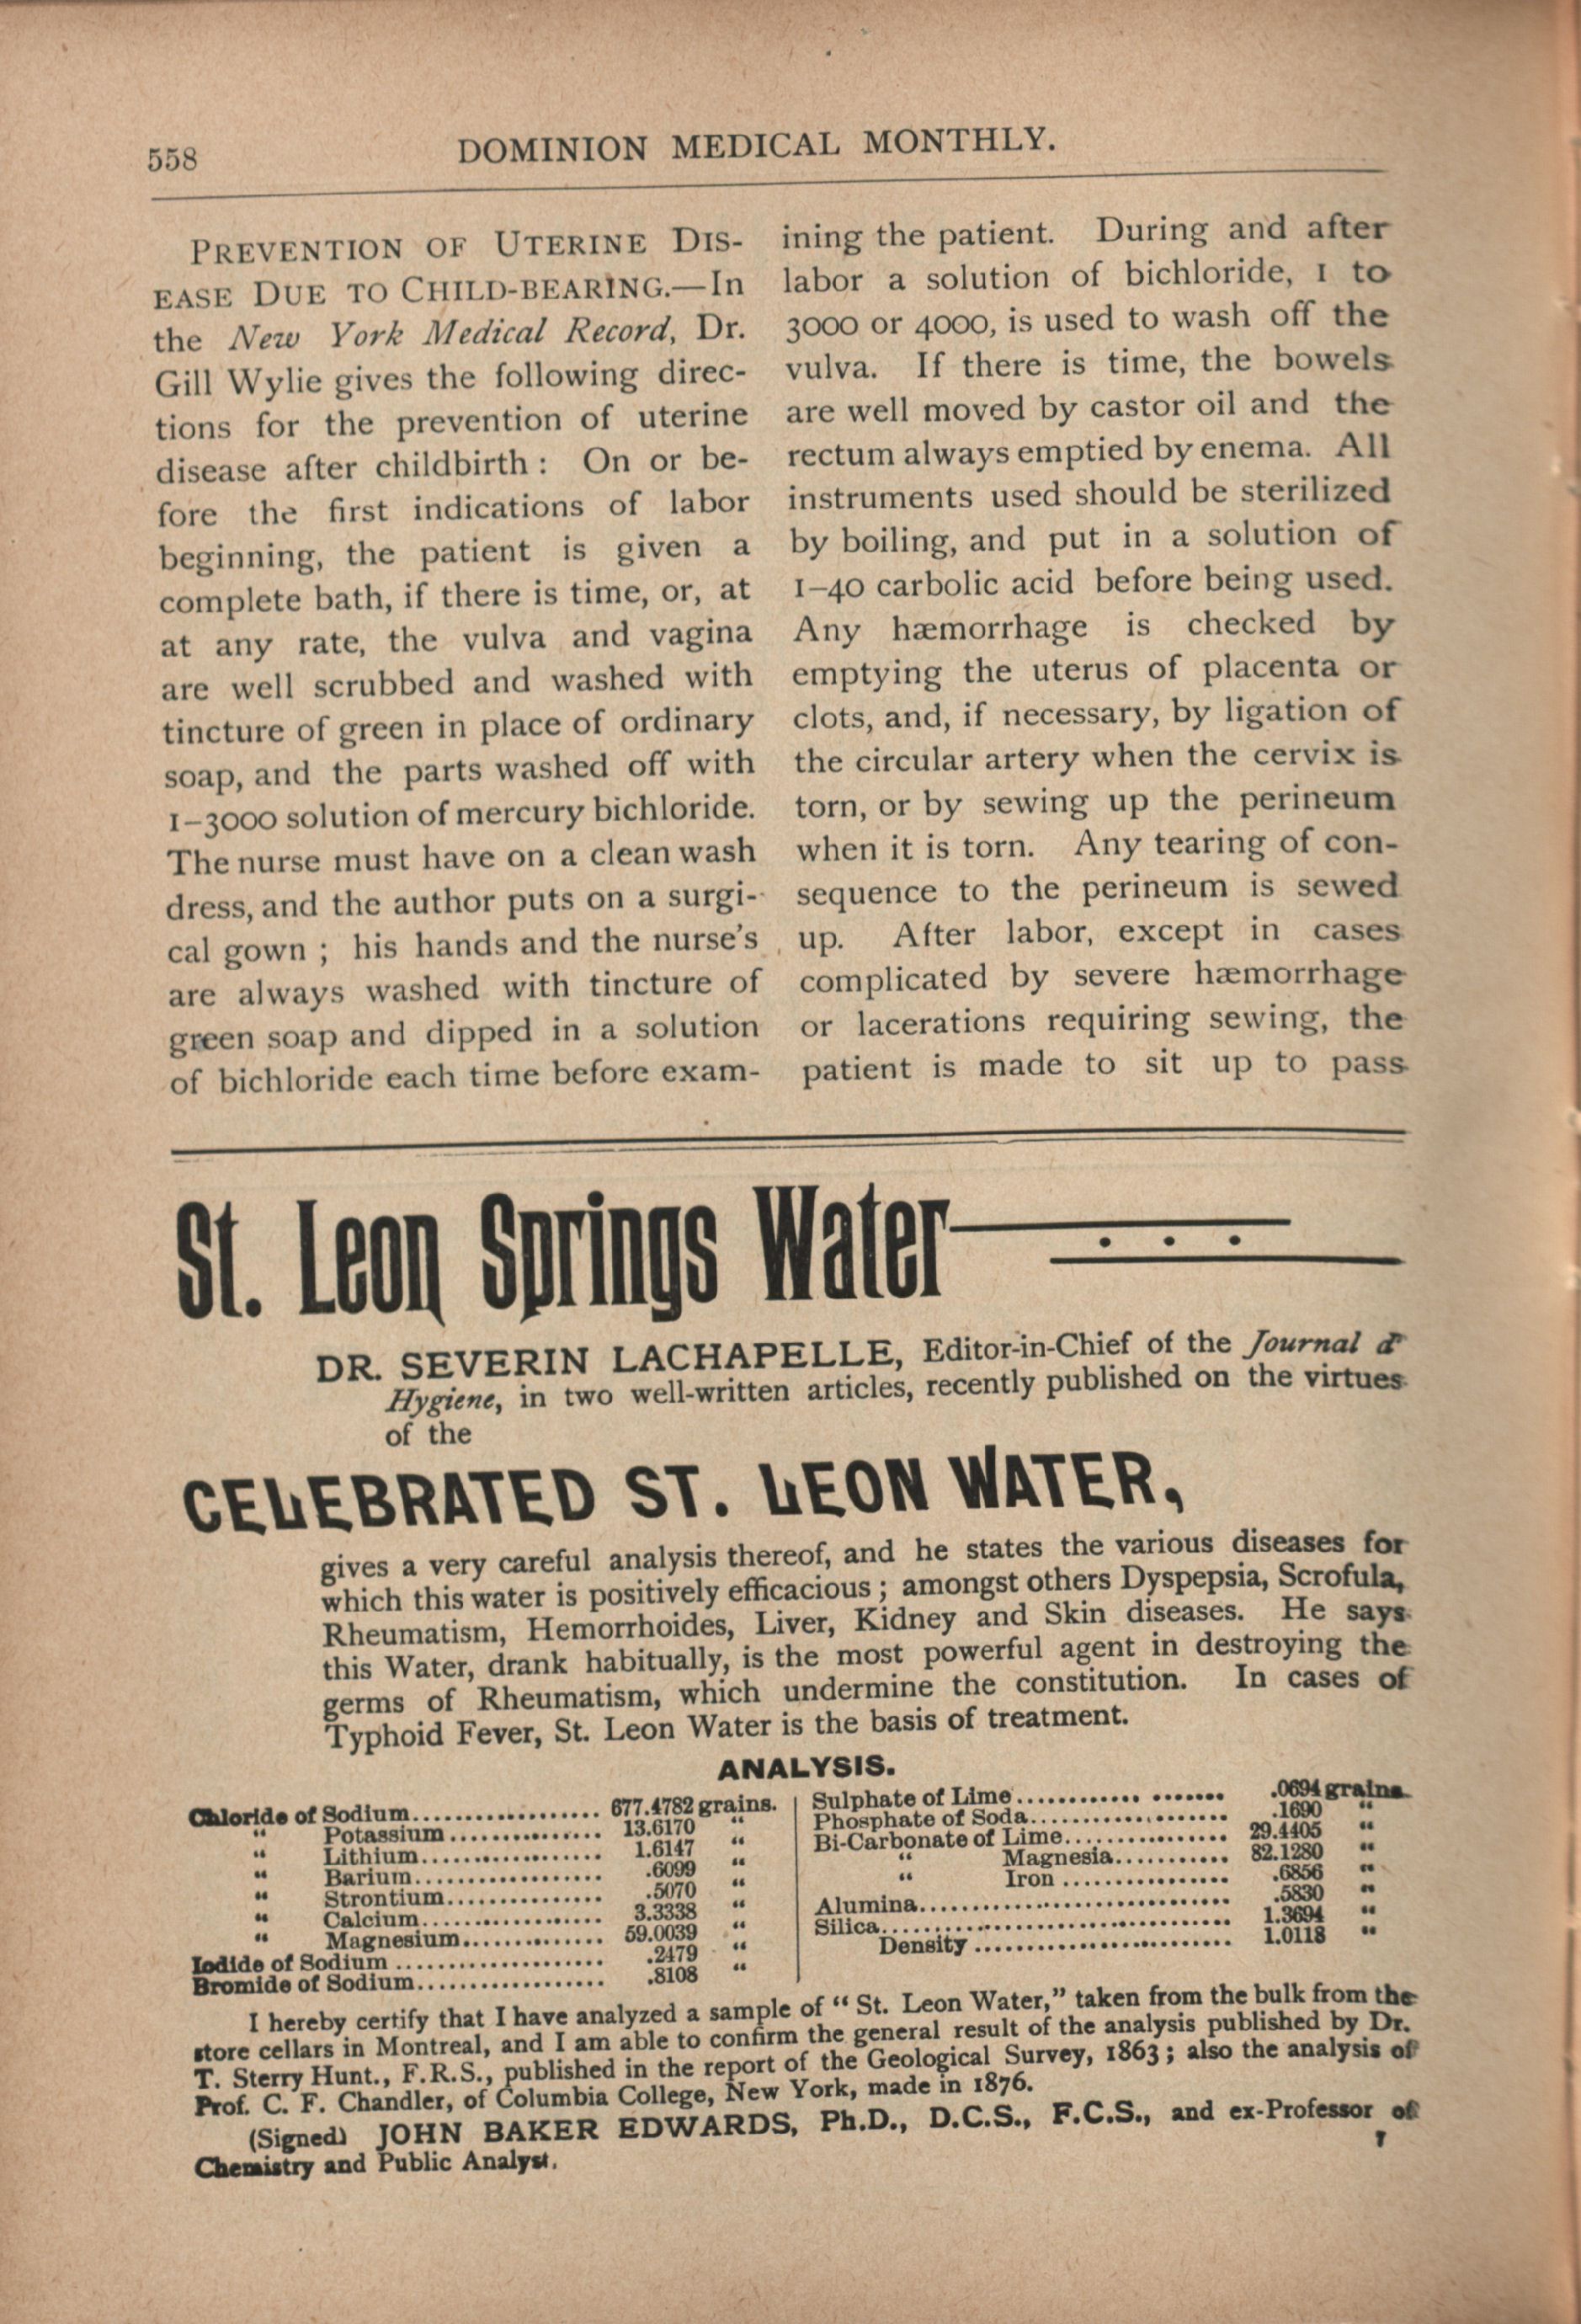 558
DOMINION MEDICAL MONTHLY.
PREVENTION OF UTERINE DIS-
EASE DUE TO CHILD-BEARING.—In
the New York Medical Record, Dr.
Gill Wylie gives the following direc-
tions for the prevention of uterine
disease after childbirth : On or be-
fore the first indications of labor
beginning, the patient is given a
complete bath, if there is time, or, at
at any rate, the vulva and vagina
are well scrubbed and washed with
tincture of green in place of ordinary
soap, and the parts washed off with
1–3000 solution of mercury bichloride.
The nurse must have on a clean wash
dress, and the author puts on a surgi-
cal gown ; his hands and the nurse's
are always washed with tincture of
green soap and dipped in a solution
of bichloride each time before exam-
ining the patient. During and after
labor a solution of bichloride, 1 to
3000 or 4000, is used to wash off the
vulva. If there is time, the bowels
are well moved by castor oil and the
rectum always emptied by enema. All
instruments used should be sterilized
by boiling, and put in a solution of
1–40 carbolic acid before being used.
Any hæmorrhage is checked by
emptying the uterus of placenta or
clots, and, if necessary, by ligation of
the circular artery when the cervix is
torn, or by sewing up the perineum
when it is torn. Any tearing of con-
sequence to the perineum is sewed
up. After labor, except in cases
complicated by severe hæmorrhage
or lacerations requiring sewing, the
patient is made to sit up to pass
St. Leon Springs Water
DR. SEVERIN LACHAPELLE, Editor-in-Chief of the Journal d'
Hygiene, in two well-written articles, recently published on the virtues
of the
CELEBRATED ST. LEON WATER,
gives a very careful analysis thereof, and he states the various diseases for
which this water is positively efficacious ; amongst others Dyspepsia, Scrofula,
Rheumatism, Hemorrhoides, Liver, Kidney and Skin diseases. He says
this Water, drank habitually, is the most powerful agent in destroying the
germs of Rheumatism, which undermine the constitution. In cases of
Typhoid Fever, St. Leon Water is the basis of treatment.
ANALYSIS.
Chloride of Sodium.................. 677.4782 grains.
" Potassium............... 13.6170 "
" Lithium.................. 1.6147 "
" Barium.................. .6099 "
" Strontium............... .5070 "
" Calcium.................. 3.3338 "
" Magnesium.............. 59.0039 "
Iodide of Sodium .................... .2479 "
Bromide of Sodium.................. .8108 "
Sulphate of Lime............ ....... .0694 grains
Phosphate of Soda................... .1690 "
Bi-Carbonate of Lime................ 29.4405 "
" Magnesia........... 82.1280 "
" Iron ................ .6856 "
Alumina.............................. .5830 "
Silica.................................. 1.3694 "
Density ......................... 1.0118 "
I hereby certify that I have analyzed a sample of "St. Leon Water," taken from the bulk from the
store cellars in Montreal, and I am able to confirm the general result of the analysis published by Dr.
T. Sterry Hunt., F.R.S., published in the report of the Geological Survey, 1863 ; also the analysis of
Prof. C. F. Chandler, of Columbia College, New York, made in 1876.
(Signed) JOHN BAKER EDWARDS, Ph.D., D.C.S., F.C.S., and ex-Professor of
Chemistry and Public Analyst.